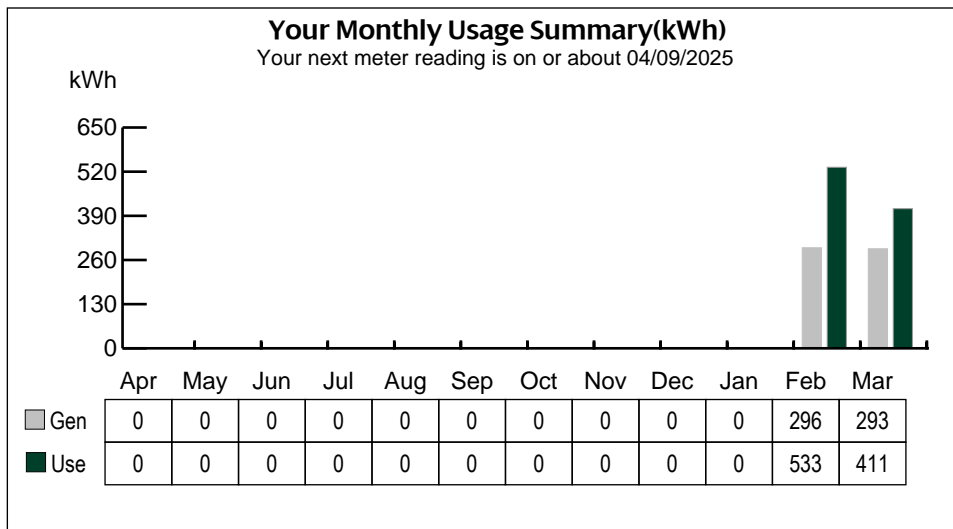 Your Monthly Usage Summary(kWh)
Your next meter reading is on or about 04/09/2025
kWh
650
520
390
260
130
0
Apr May Jun Jul Aug Sep Oct Nov Dec Jan Feb Mar
Gen 0 0 0 0 0 0 0 0 0 0 296 293
Use 0 0 0 0 0 0 0 0 0 0 533 411